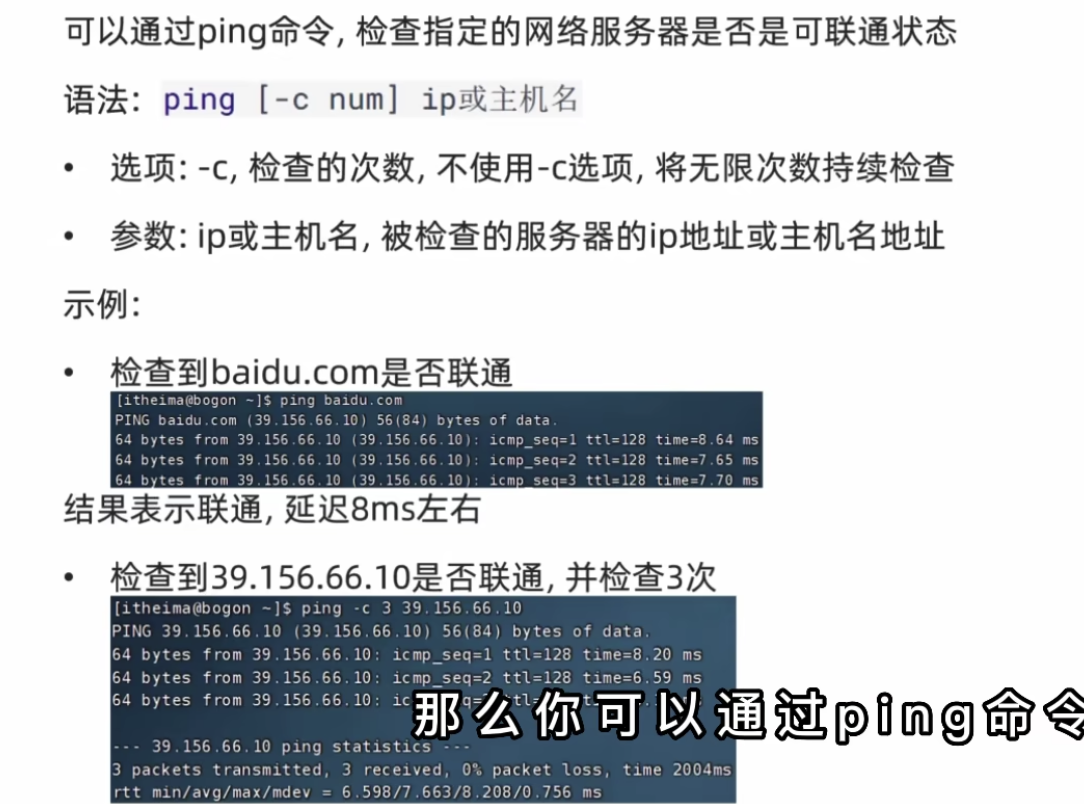 可以通过ping命令, 检查指定的网络服务器是否是可联通状态
语法: ping [-c num] ip或主机名
• 选项: -c, 检查的次数, 不使用-c选项, 将无限次数持续检查
• 参数: ip或主机名, 被检查的服务器的ip地址或主机名地址
示例:
• 检查到baidu.com是否联通
[itheima@bogon ~]$ ping baidu.com
PING baidu.com (39.156.66.10) 56(84) bytes of data.
64 bytes from 39.156.66.10 (39.156.66.10): icmp_seq=1 ttl=128 time=8.64 ms
64 bytes from 39.156.66.10 (39.156.66.10): icmp_seq=2 ttl=128 time=7.65 ms
64 bytes from 39.156.66.10 (39.156.66.10): icmp_seq=3 ttl=128 time=7.70 ms
结果表示联通, 延迟8ms左右
• 检查到39.156.66.10是否联通, 并检查3次
[itheima@bogon ~]$ ping -c 3 39.156.66.10
PING 39.156.66.10 (39.156.66.10) 56(84) bytes of data.
64 bytes from 39.156.66.10: icmp_seq=1 ttl=128 time=8.20 ms
64 bytes from 39.156.66.10: icmp_seq=2 ttl=128 time=6.59 ms
64 bytes from 39.156.66.10:
那么你可以通过ping命令
--- 39.156.66.10 ping statistics ---
3 packets transmitted, 3 received, 0% packet loss, time 2004ms
rtt min/avg/max/mdev = 6.598/7.663/8.208/0.756 ms